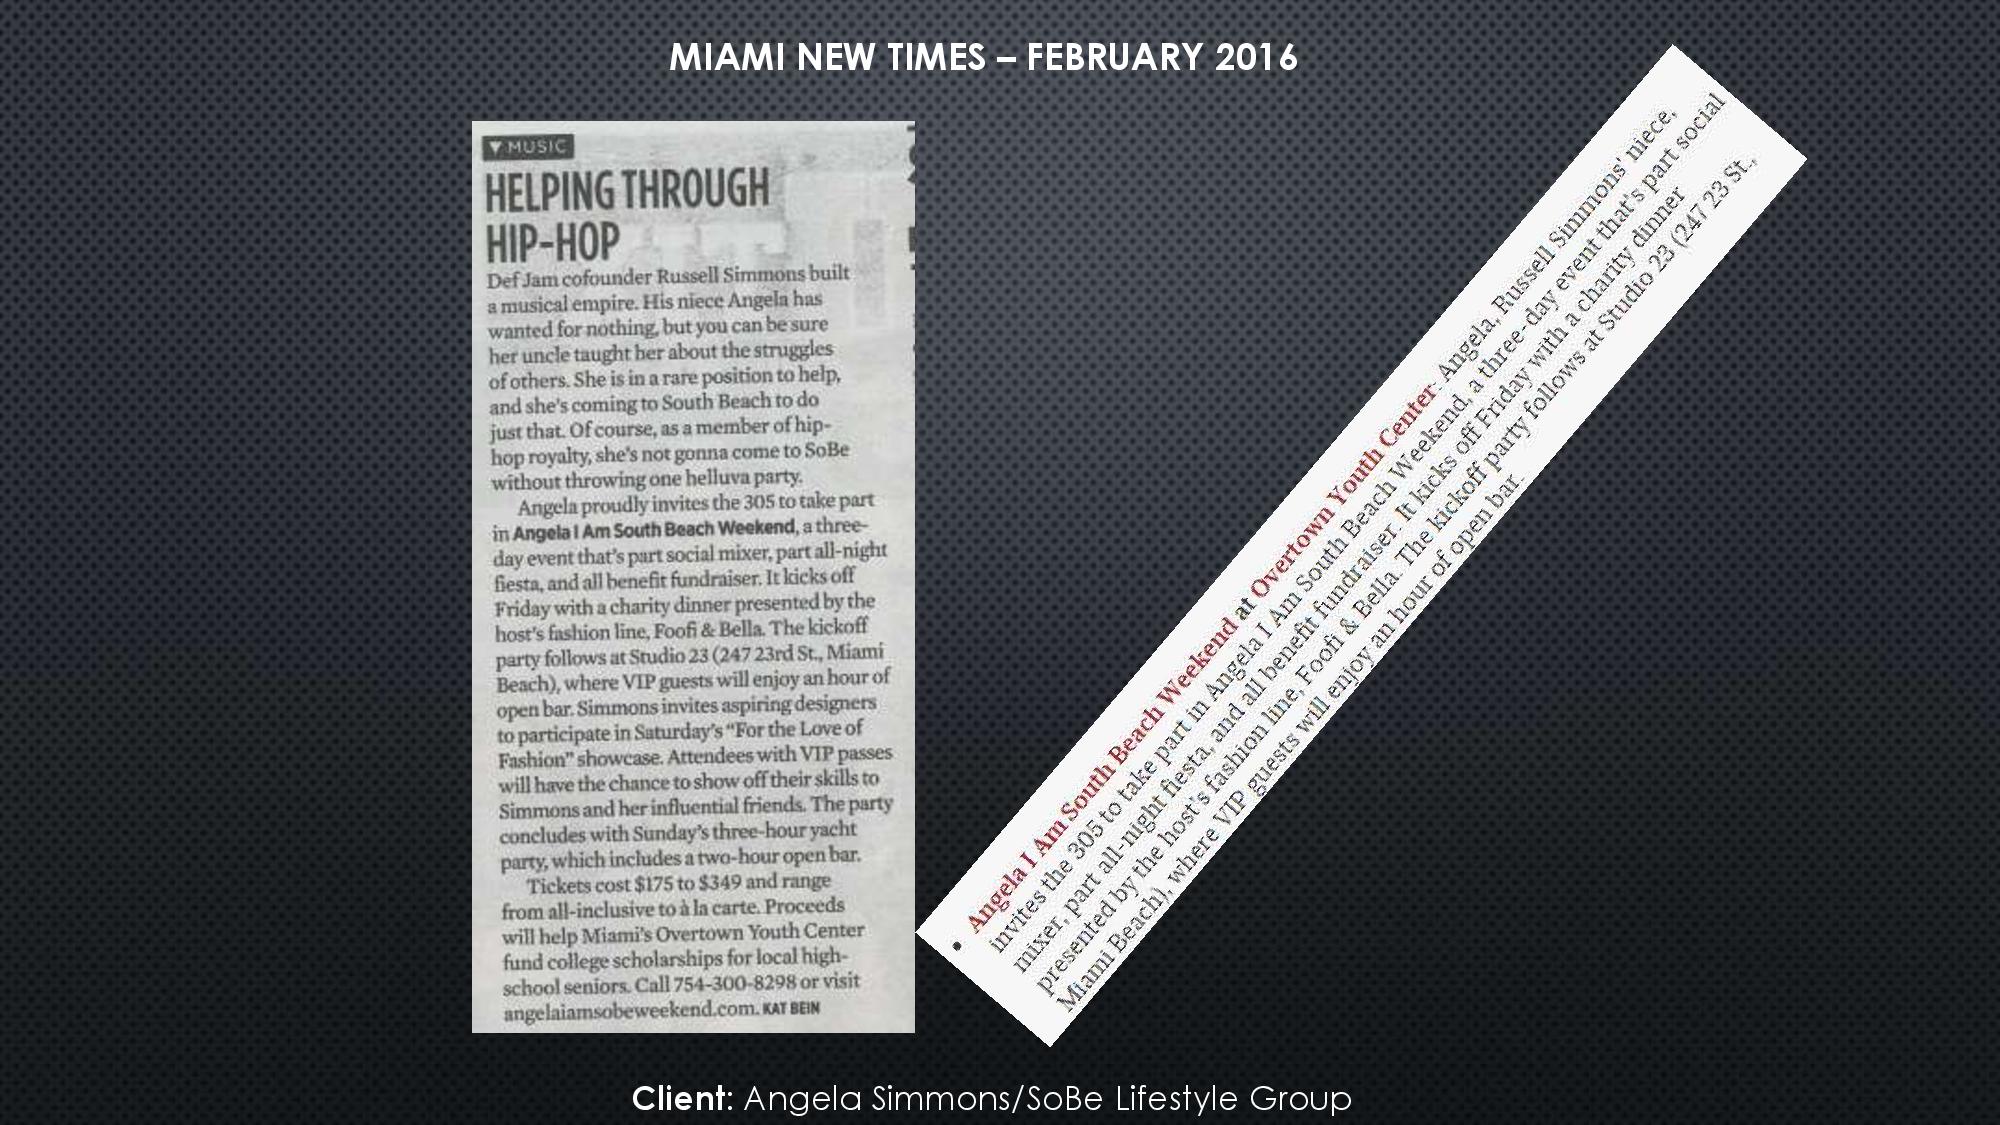 MIAMI NEW TIMES – FEBRUARY 2016
▼ MUSIC
HELPING THROUGH
HIP-HOP
Def Jam cofounder Russell Simmons built
a musical empire. His niece Angela has
wanted for nothing, but you can be sure
her uncle taught her about the struggles
of others. She is in a rare position to help,
and she's coming to South Beach to do
just that. Of course, as a member of hip-
hop royalty, she's not gonna come to SoBe
without throwing one helluva party.
Angela proudly invites the 305 to take part
in Angela I Am South Beach Weekend, a three-
day event that's part social mixer, part all-night
fiesta, and all benefit fundraiser. It kicks off
Friday with a charity dinner presented by the
host's fashion line, Foofi & Bella. The kickoff
party follows at Studio 23 (247 23rd St., Miami
Beach), where VIP guests will enjoy an hour of
open bar. Simmons invites aspiring designers
to participate in Saturday's "For the Love of
Fashion" showcase. Attendees with VIP passes
will have the chance to show off their skills to
Simmons and her influential friends. The party
concludes with Sunday's three-hour yacht
party, which includes a two-hour open bar.
Tickets cost $175 to $349 and range
from all-inclusive to à la carte. Proceeds
will help Miami's Overtown Youth Center
fund college scholarships for local high-
school seniors. Call 754-300-8298 or visit
angelaiamsobeweekend.com. KAT BEIN
• Angela I Am South Beach Weekend at Overtown Youth Center: Angela, Russell Simmons' niece,
invites the 305 to take part in Angela I Am South Beach Weekend, a three-day event that's part social
mixer, part all-night fiesta, and all benefit fundraiser. It kicks off Friday with a charity dinner
presented by the host's fashion line, Foofi & Bella. The kickoff party follows at Studio 23 (247 23 St.,
Miami Beach), where VIP guests will enjoy an hour of open bar.
Client: Angela Simmons/SoBe Lifestyle Group